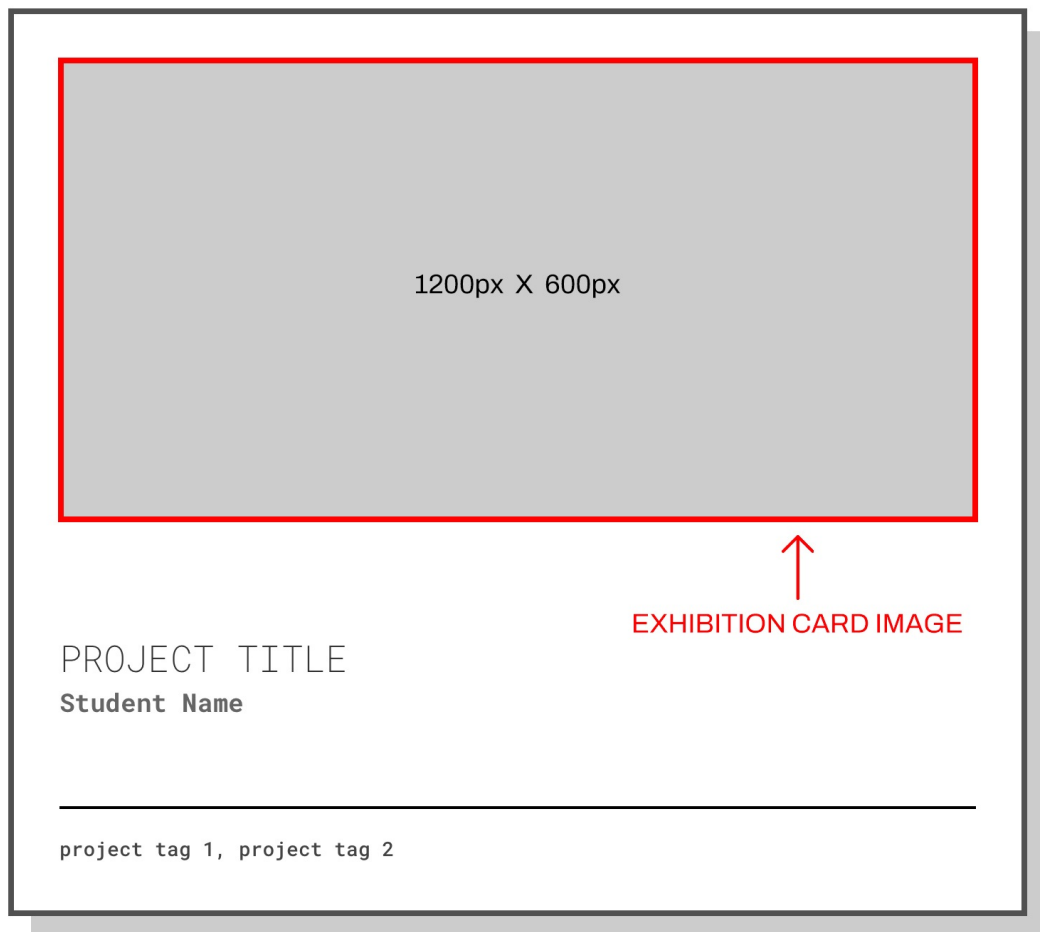 1200px X 600px
EXHIBITION CARD IMAGE
PROJECT TITLE
Student Name
project tag 1, project tag 2